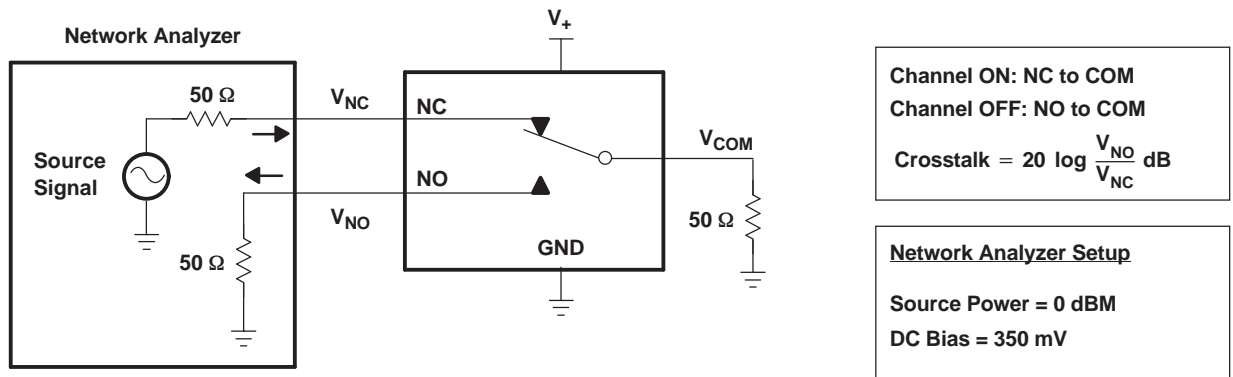 Network Analyzer
50 Ω
Source
Signal
50 Ω
VNC
VNO
V+
NC
NO
GND
VCOM
50 Ω
Channel ON: NC to COM
Channel OFF: NO to COM
Crosstalk = 20 log VNO/VNC dB
Network Analyzer Setup
Source Power = 0 dBM
DC Bias = 350 mV